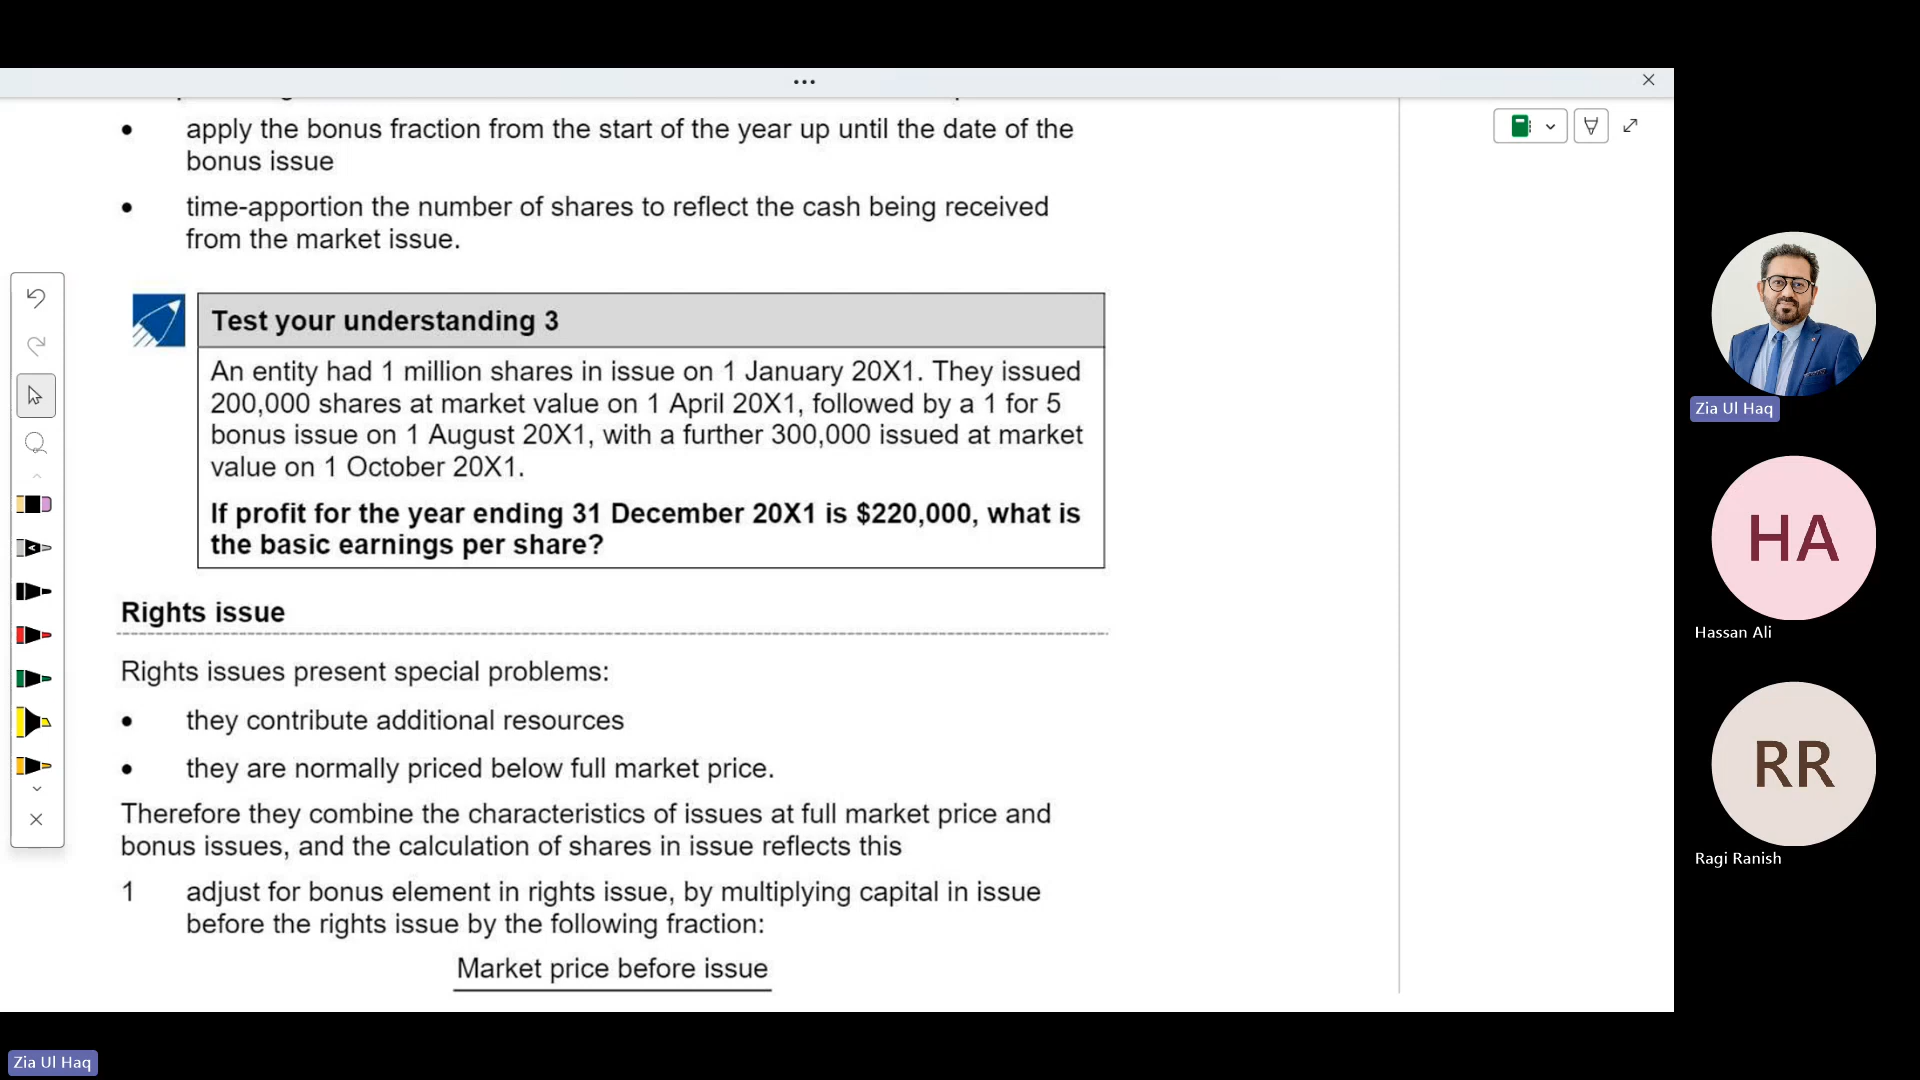 apply the bonus fraction from the start of the year up until the date of the
bonus issue
time-apportion the number of shares to reflect the cash being received
from the market issue.
Test your understanding 3
An entity had 1 million shares in issue on 1 January 20X1. They issued
200,000 shares at market value on 1 April 20X1, followed by a 1 for 5
bonus issue on 1 August 20X1, with a further 300,000 issued at market
value on 1 October 20X1.
If profit for the year ending 31 December 20X1 is $220,000, what is
the basic earnings per share?
Rights issue
Rights issues present special problems:
they contribute additional resources
they are normally priced below full market price.
Therefore they combine the characteristics of issues at full market price and
bonus issues, and the calculation of shares in issue reflects this
1 adjust for bonus element in rights issue, by multiplying capital in issue
before the rights issue by the following fraction:
Market price before issue
Zia Ul Haq
HA
Hassan Ali
RR
Ragi Ranish
Zia Ul Haq